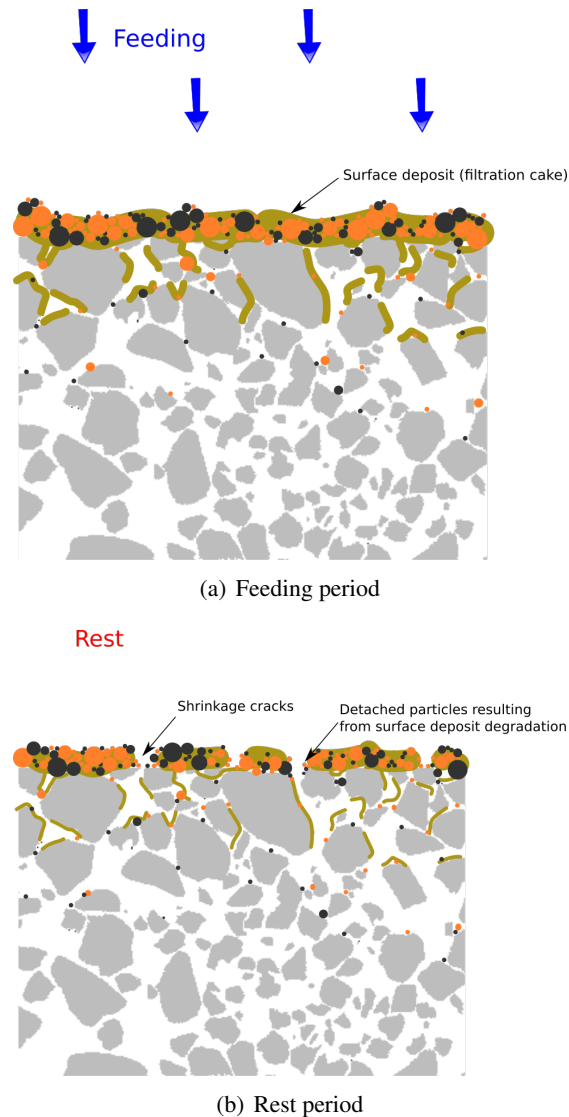 Feeding
Surface deposit (filtration cake)
(a) Feeding period
Rest
Shrinkage cracks
Detached particles resulting
from surface deposit degradation
(b) Rest period